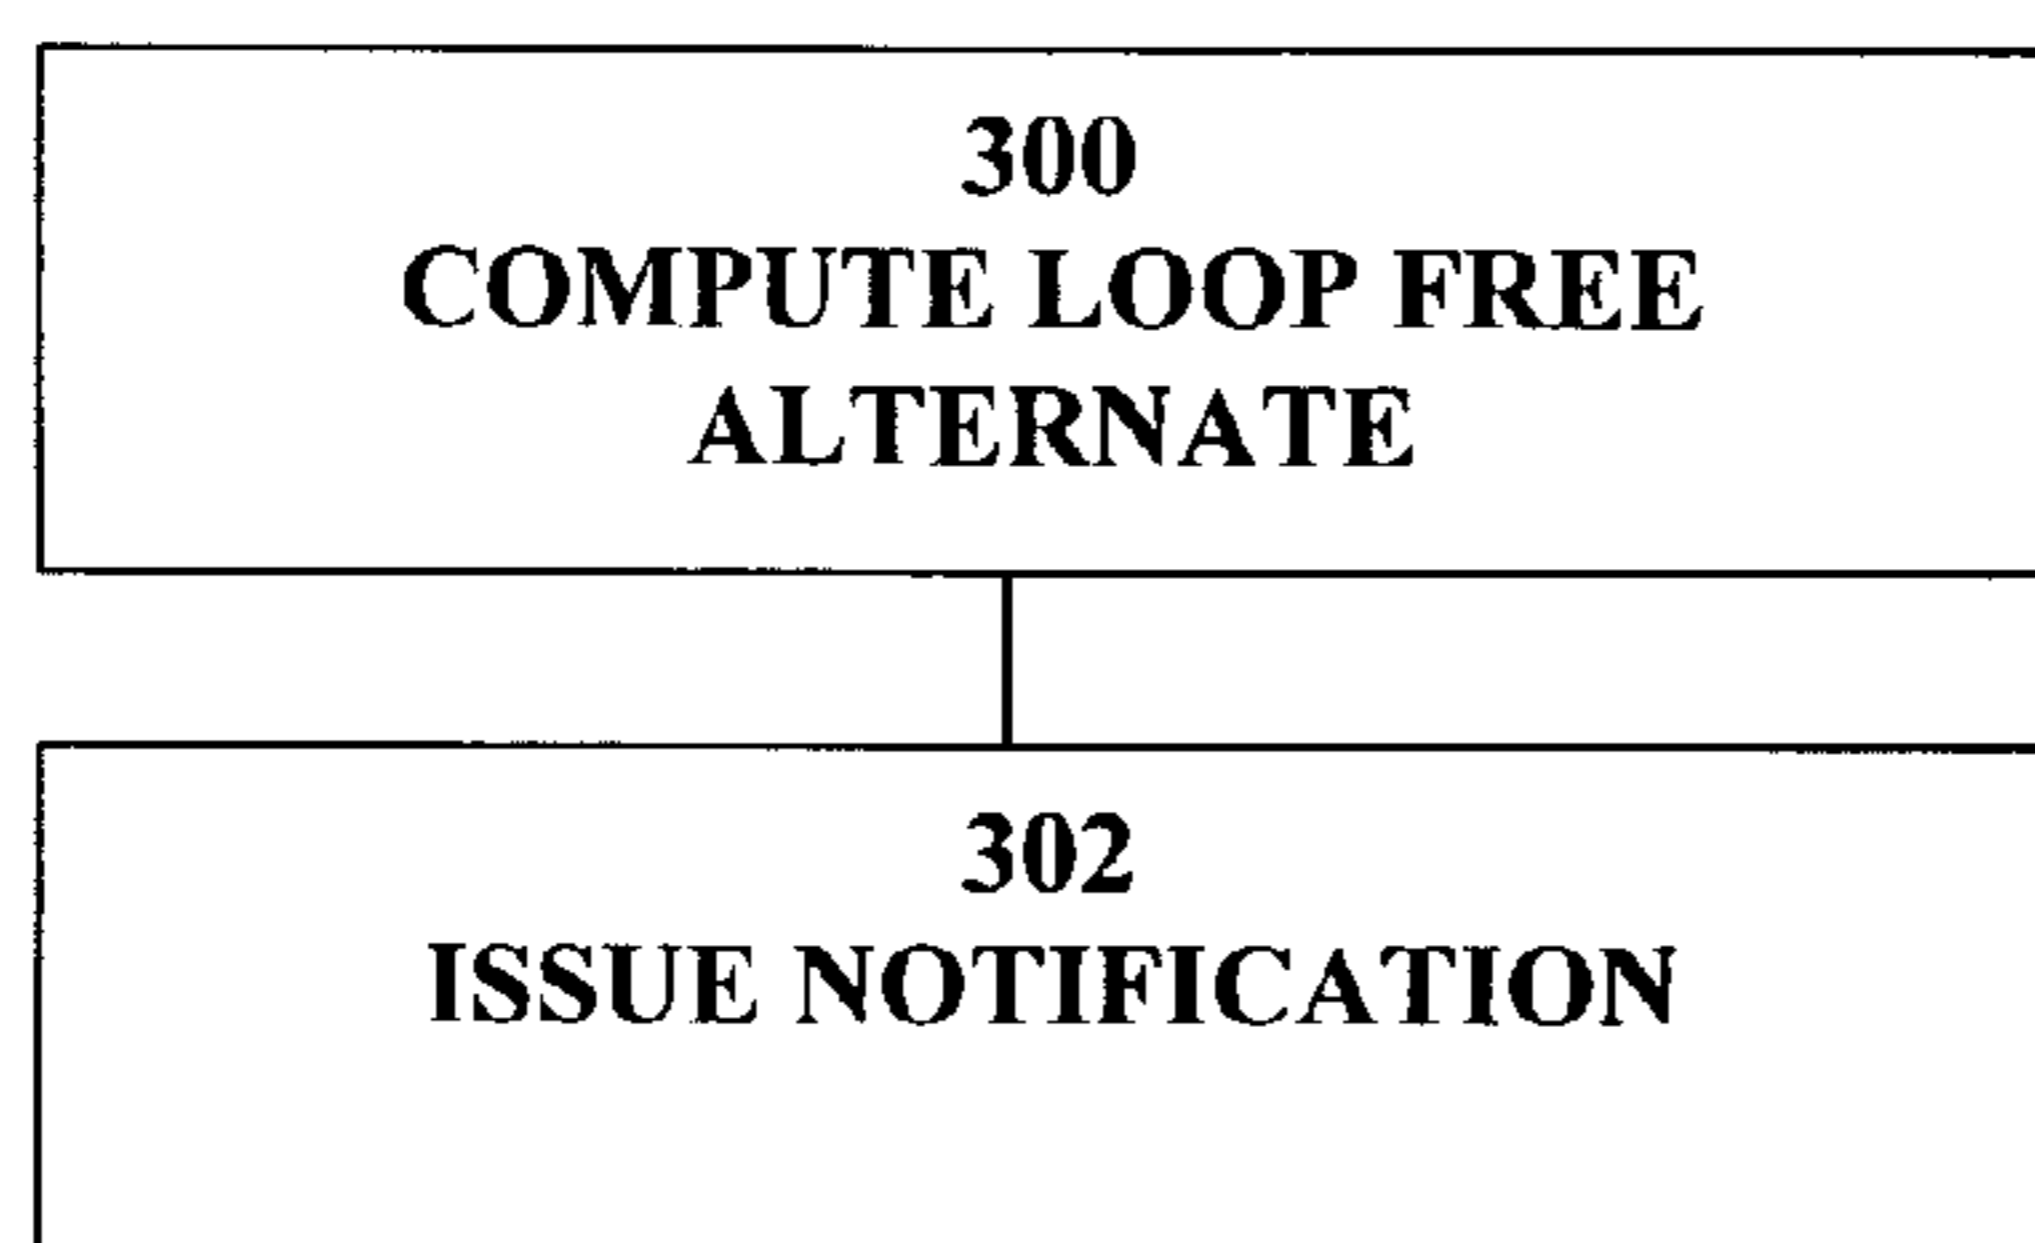 300
COMPUTE LOOP FREE
ALTERNATE
302
ISSUE NOTIFICATION